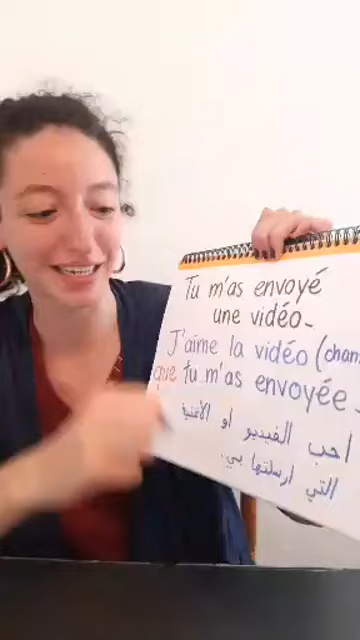 Tu m'as envoyé
une vidéo.
J'aime la vidéo (chan
que tu m'as envoyée.
احب الفيديو او الأغنية
التي ارسلتها لي.